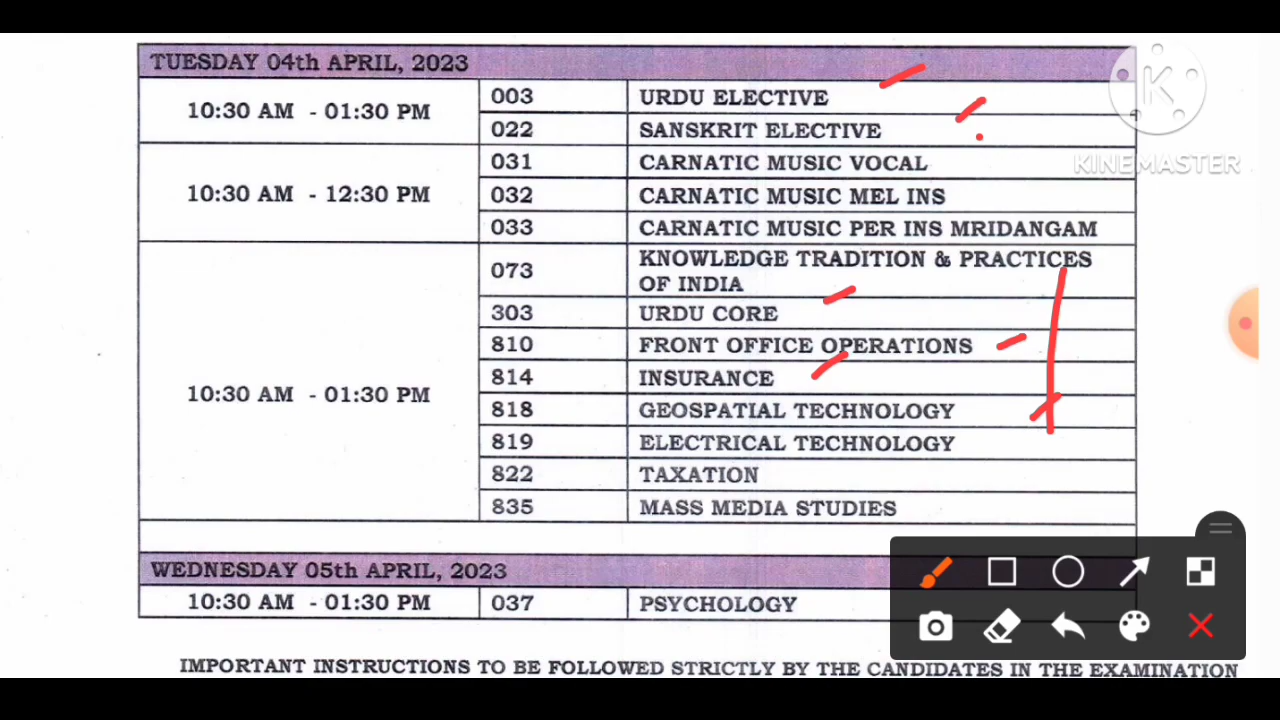 TUESDAY 04th APRIL, 2023
10:30 AM - 01:30 PM
003 URDU ELECTIVE
022 SANSKRIT ELECTIVE
10:30 AM - 12:30 PM
031 CARNATIC MUSIC VOCAL
032 CARNATIC MUSIC MEL INS
033 CARNATIC MUSIC PER INS MRIDANGAM
10:30 AM - 01:30 PM
073 KNOWLEDGE TRADITION & PRACTICES
OF INDIA
303 URDU CORE
810 FRONT OFFICE OPERATIONS
814 INSURANCE
818 GEOSPATIAL TECHNOLOGY
819 ELECTRICAL TECHNOLOGY
822 TAXATION
835 MASS MEDIA STUDIES
WEDNESDAY 05th APRIL, 2023
10:30 AM - 01:30 PM 037 PSYCHOLOGY
IMPORTANT INSTRUCTIONS TO BE FOLLOWED STRICTLY BY THE CANDIDATES IN THE EXAMINATION
K
KINEMASTER